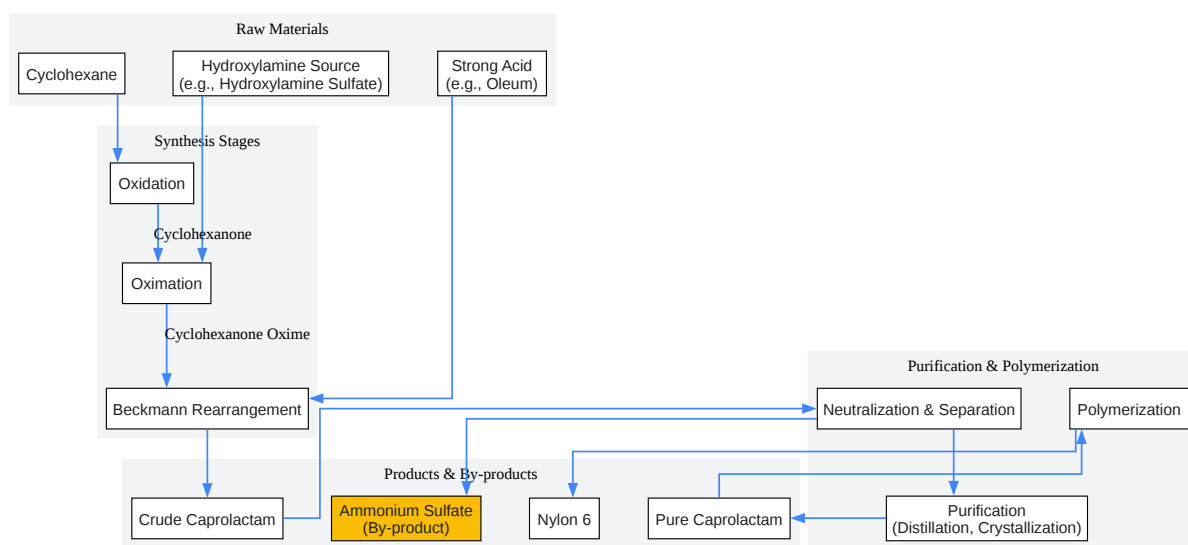 Raw Materials
Cyclohexane
Hydroxylamine Source
(e.g., Hydroxylamine Sulfate)
Strong Acid
(e.g., Oleum)
Synthesis Stages
Oxidation
Cyclohexanone
Oximation
Cyclohexanone Oxime
Beckmann Rearrangement
Purification & Polymerization
Neutralization & Separation
Polymerization
Products & By-products
Crude Caprolactam
Ammonium Sulfate
(By-product)
Nylon 6
Pure Caprolactam
Purification
(Distillation, Crystallization)